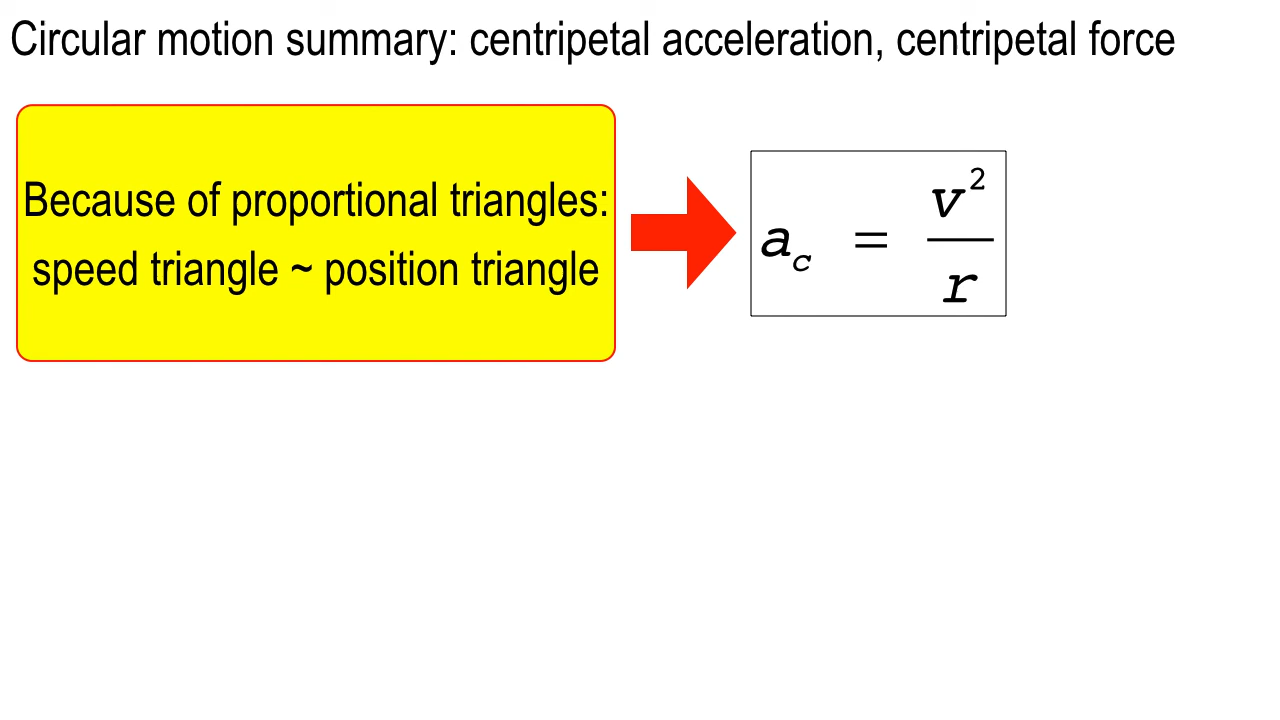 Circular motion summary: centripetal acceleration, centripetal force
Because of proportional triangles:
speed triangle ~ position triangle
a_c = v^2/r